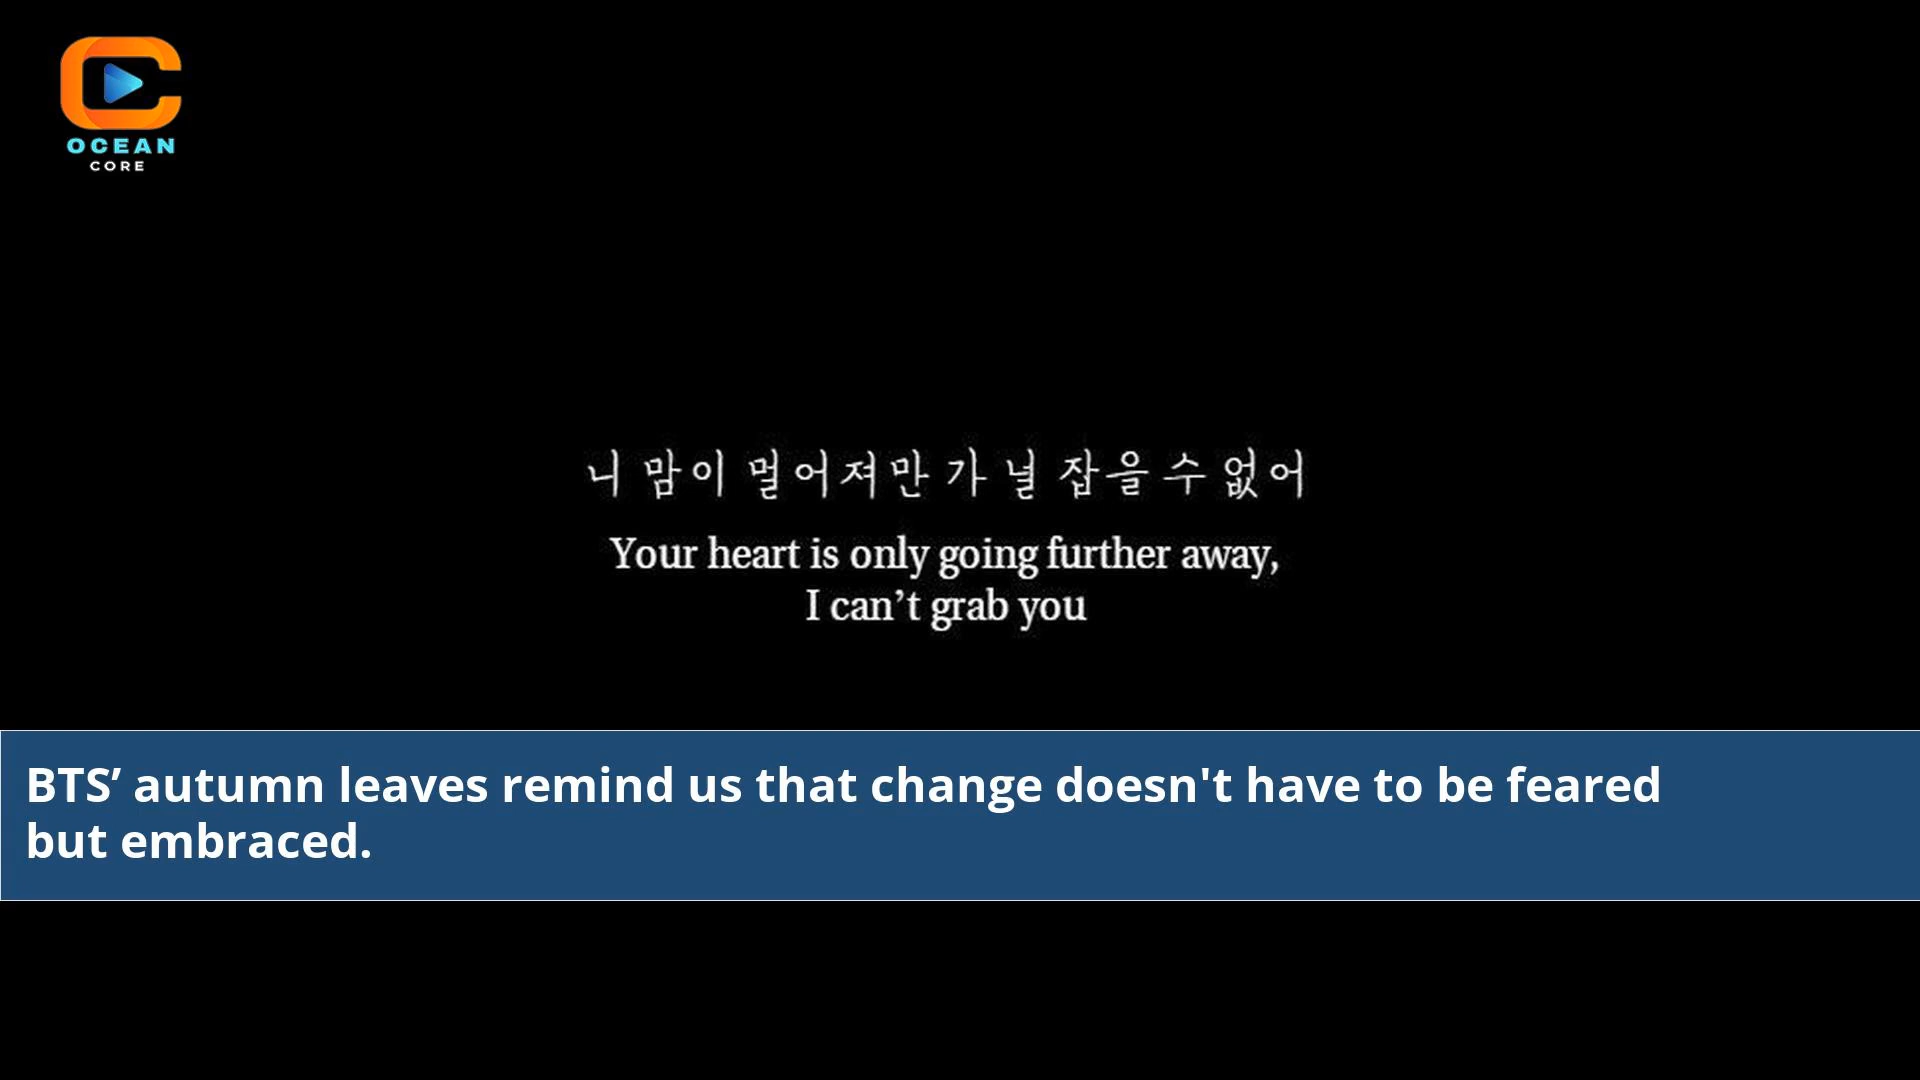 OCEAN
CORE
니 맘이 멀어져만 가 널 잡을 수 없어
Your heart is only going further away,
I can’t grab you
BTS’ autumn leaves remind us that change doesn't have to be feared
but embraced.